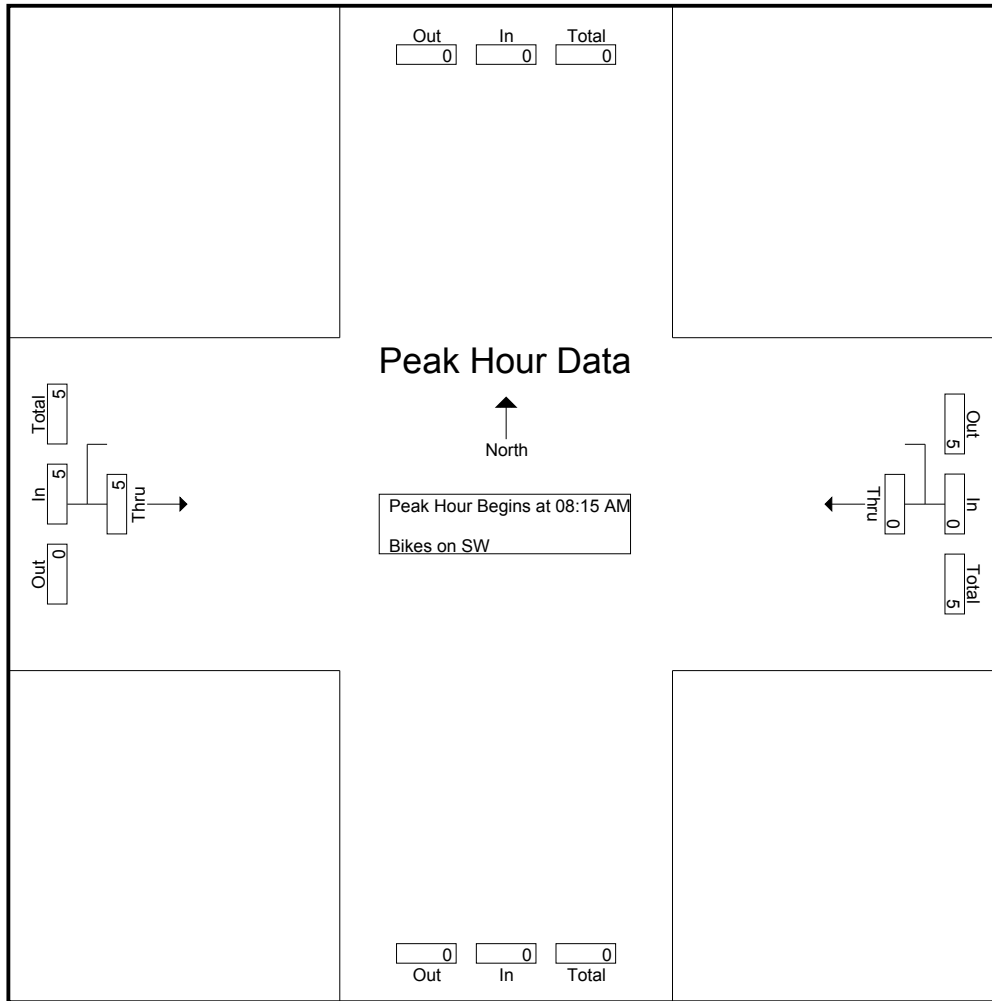 Out In Total
0 0 0
Peak Hour Data
North
Peak Hour Begins at 08:15 AM
Bikes on SW
Total 5
In 5
Out 0
5 Thru
Out 5
In 0
Total 5
Thru 0
0 0 0
Out In Total